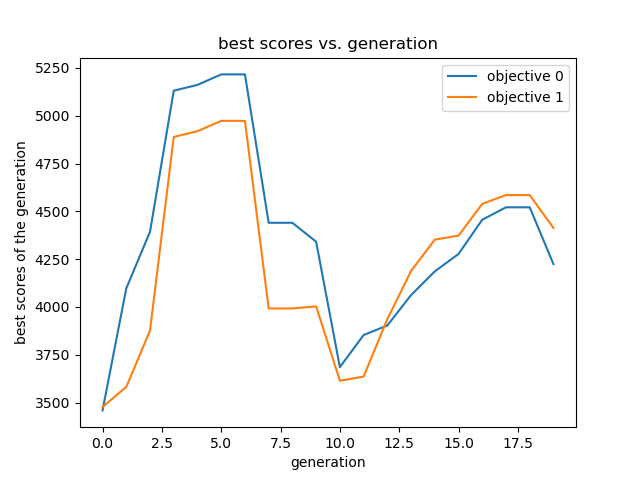 best scores vs. generation
objective 0
objective 1
best scores of the generation
5250
5000
4750
4500
4250
4000
3750
3500
0.0 2.5 5.0 7.5 10.0 12.5 15.0 17.5
generation